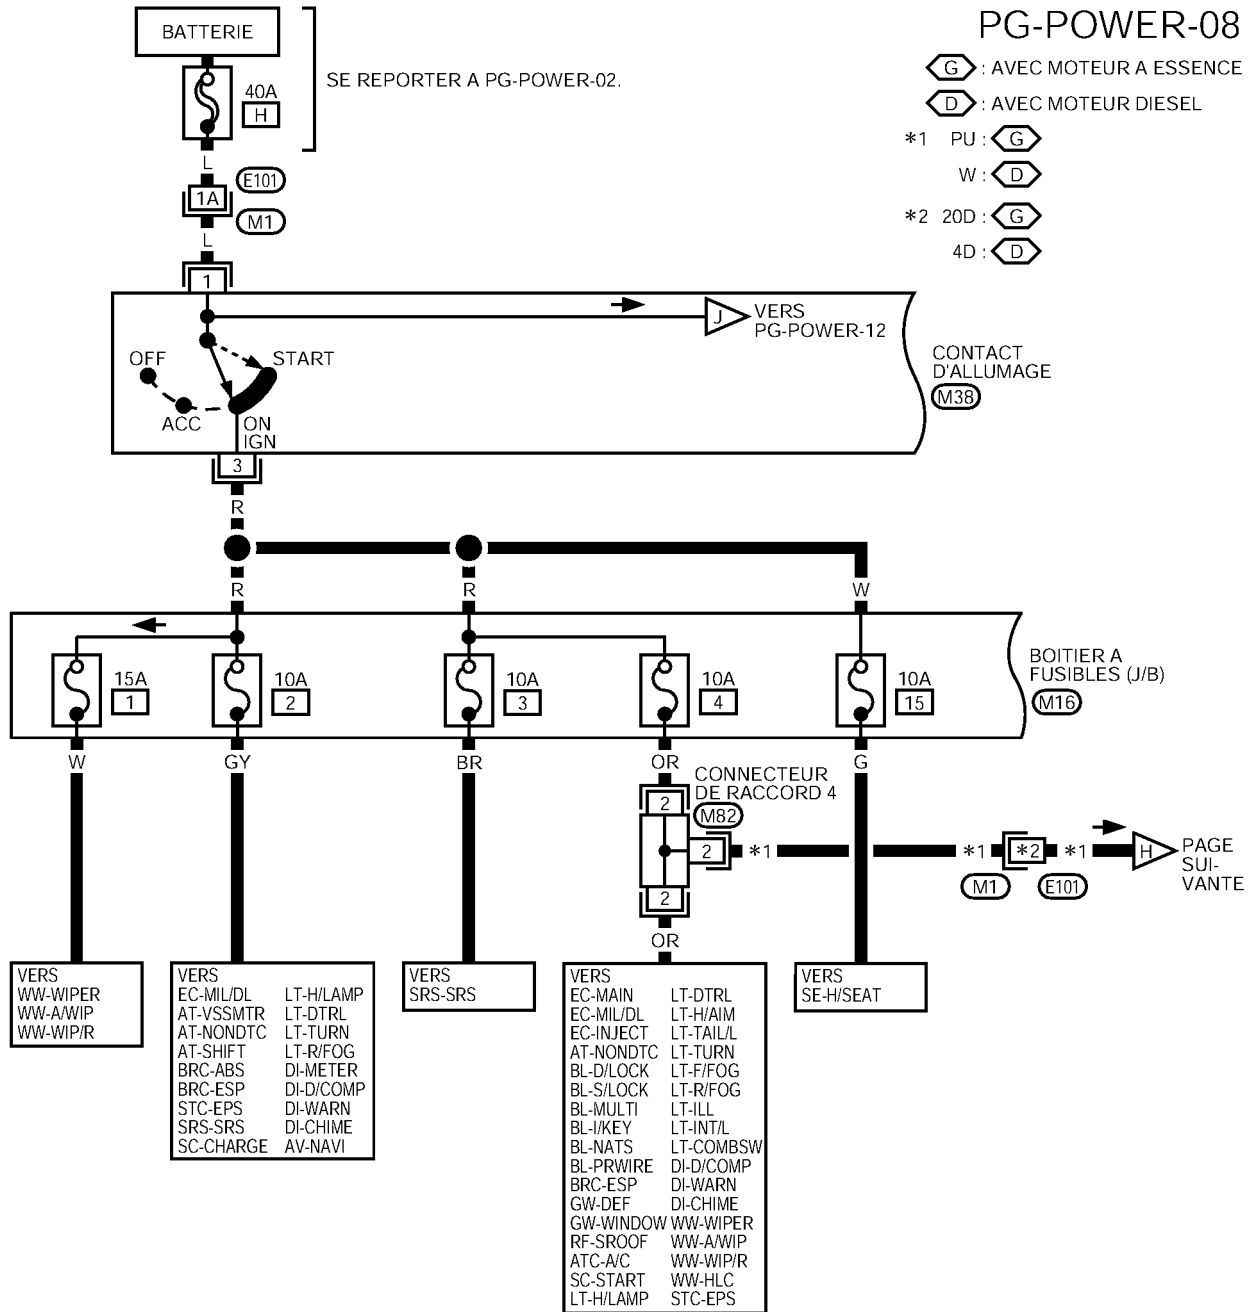 PG-POWER-08
BATTERIE
40A
H
SE REPORTER A PG-POWER-02.
G : AVEC MOTEUR A ESSENCE
D : AVEC MOTEUR DIESEL
*1 PU : G
W : D
*2 20D : G
4D : D
L
E101
1A
M1
L
1
J
VERS
PG-POWER-12
OFF
START
ACC
ON
IGN
CONTACT
D'ALLUMAGE
M38
3
R
R
R
W
15A
1
10A
2
10A
3
10A
4
10A
15
BOITIER A
FUSIBLES (J/B)
M16
W
GY
BR
OR
G
CONNECTEUR
DE RACCORD 4
M82
2
2
*1
*1
*2
*1
H
PAGE
SUI-
VANTE
M1
E101
2
OR
VERS
WW-WIPER
WW-A/WIP
WW-WIP/R
VERS
EC-MIL/DL LT-H/LAMP
AT-VSSMTR LT-DTRL
AT-NONDTC LT-TURN
AT-SHIFT LT-R/FOG
BRC-ABS DI-METER
BRC-ESP DI-D/COMP
STC-EPS DI-WARN
SRS-SRS DI-CHIME
SC-CHARGE AV-NAVI
VERS
SRS-SRS
VERS
EC-MAIN LT-DTRL
EC-MIL/DL LT-H/AIM
EC-INJECT LT-TAIL/L
AT-NONDTC LT-TURN
BL-D/LOCK LT-F/FOG
BL-S/LOCK LT-R/FOG
BL-MULTI LT-ILL
BL-I/KEY LT-INT/L
BL-NATS LT-COMBSW
BL-PRWIRE DI-D/COMP
BRC-ESP DI-WARN
GW-DEF DI-CHIME
GW-WINDOW WW-WIPER
RF-SROOF WW-A/WIP
ATC-A/C WW-WIP/R
SC-START WW-HLC
LT-H/LAMP STC-EPS
VERS
SE-H/SEAT